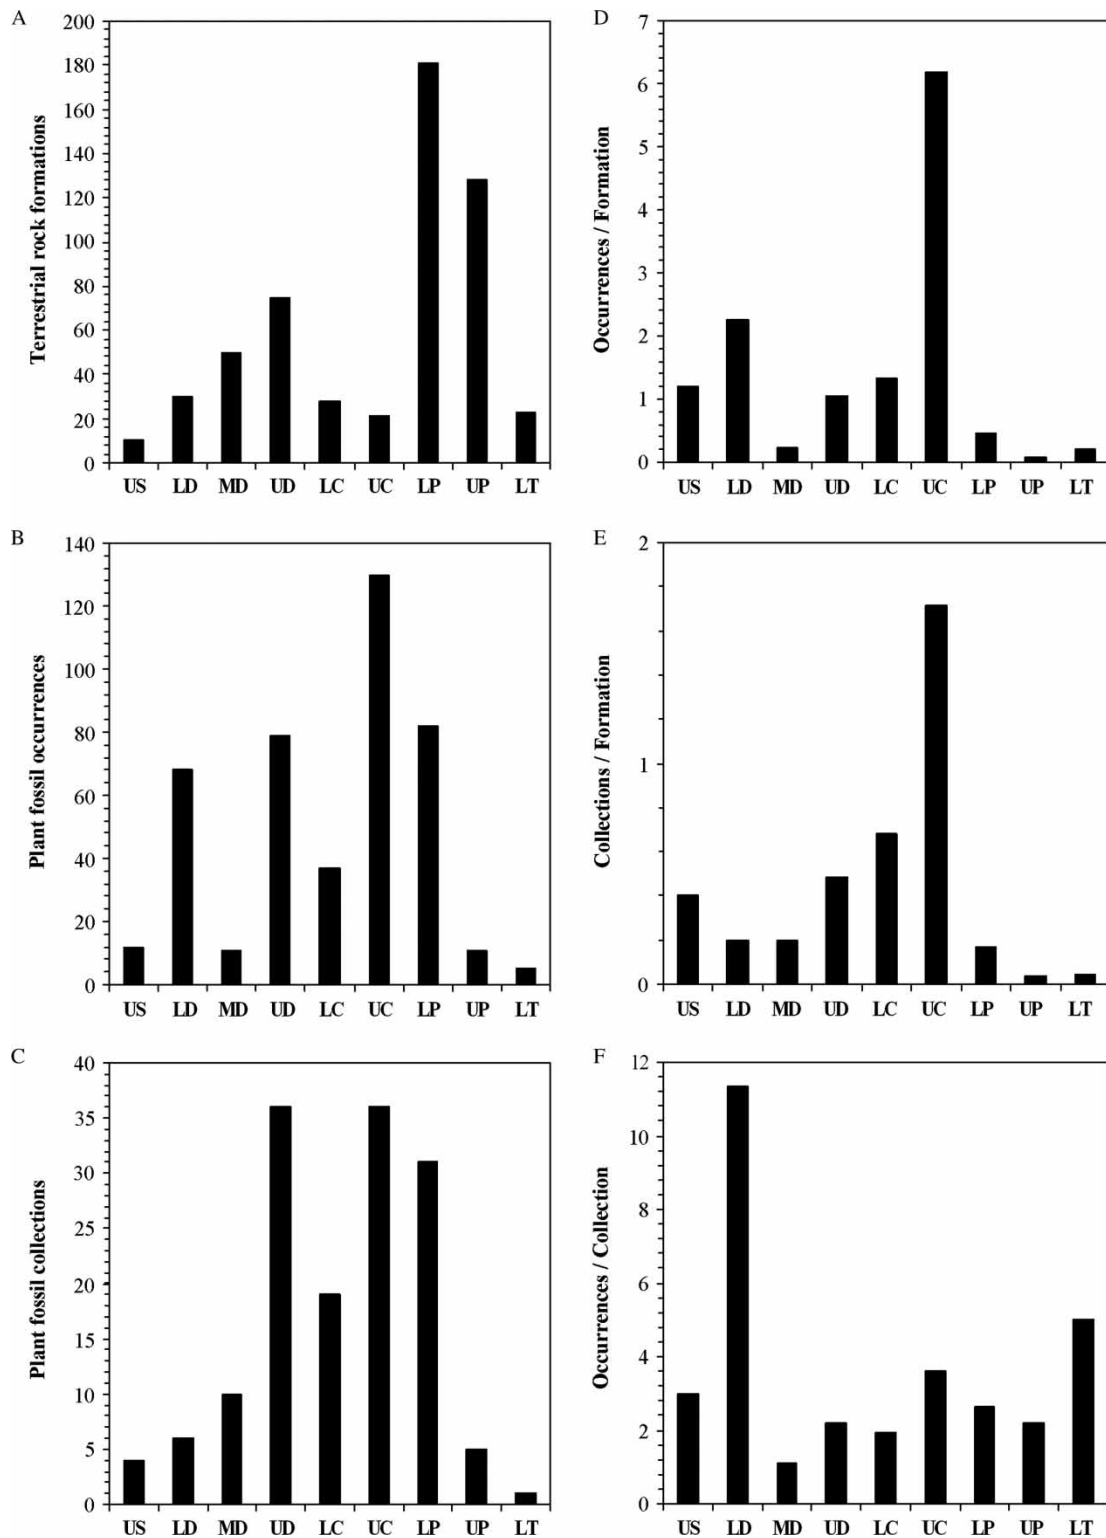 A
Terrestrial rock formations
200
180
160
140
120
100
80
60
40
20
0
US LD MD UD LC UC LP UP LT
D
Occurrences / Formation
7
6
5
4
3
2
1
0
US LD MD UD LC UC LP UP LT
B
Plant fossil occurrences
140
120
100
80
60
40
20
0
US LD MD UD LC UC LP UP LT
E
Collections / Formation
2
1
0
US LD MD UD LC UC LP UP LT
C
Plant fossil collections
40
35
30
25
20
15
10
5
0
US LD MD UD LC UC LP UP LT
F
Occurrences / Collection
12
10
8
6
4
2
0
US LD MD UD LC UC LP UP LT